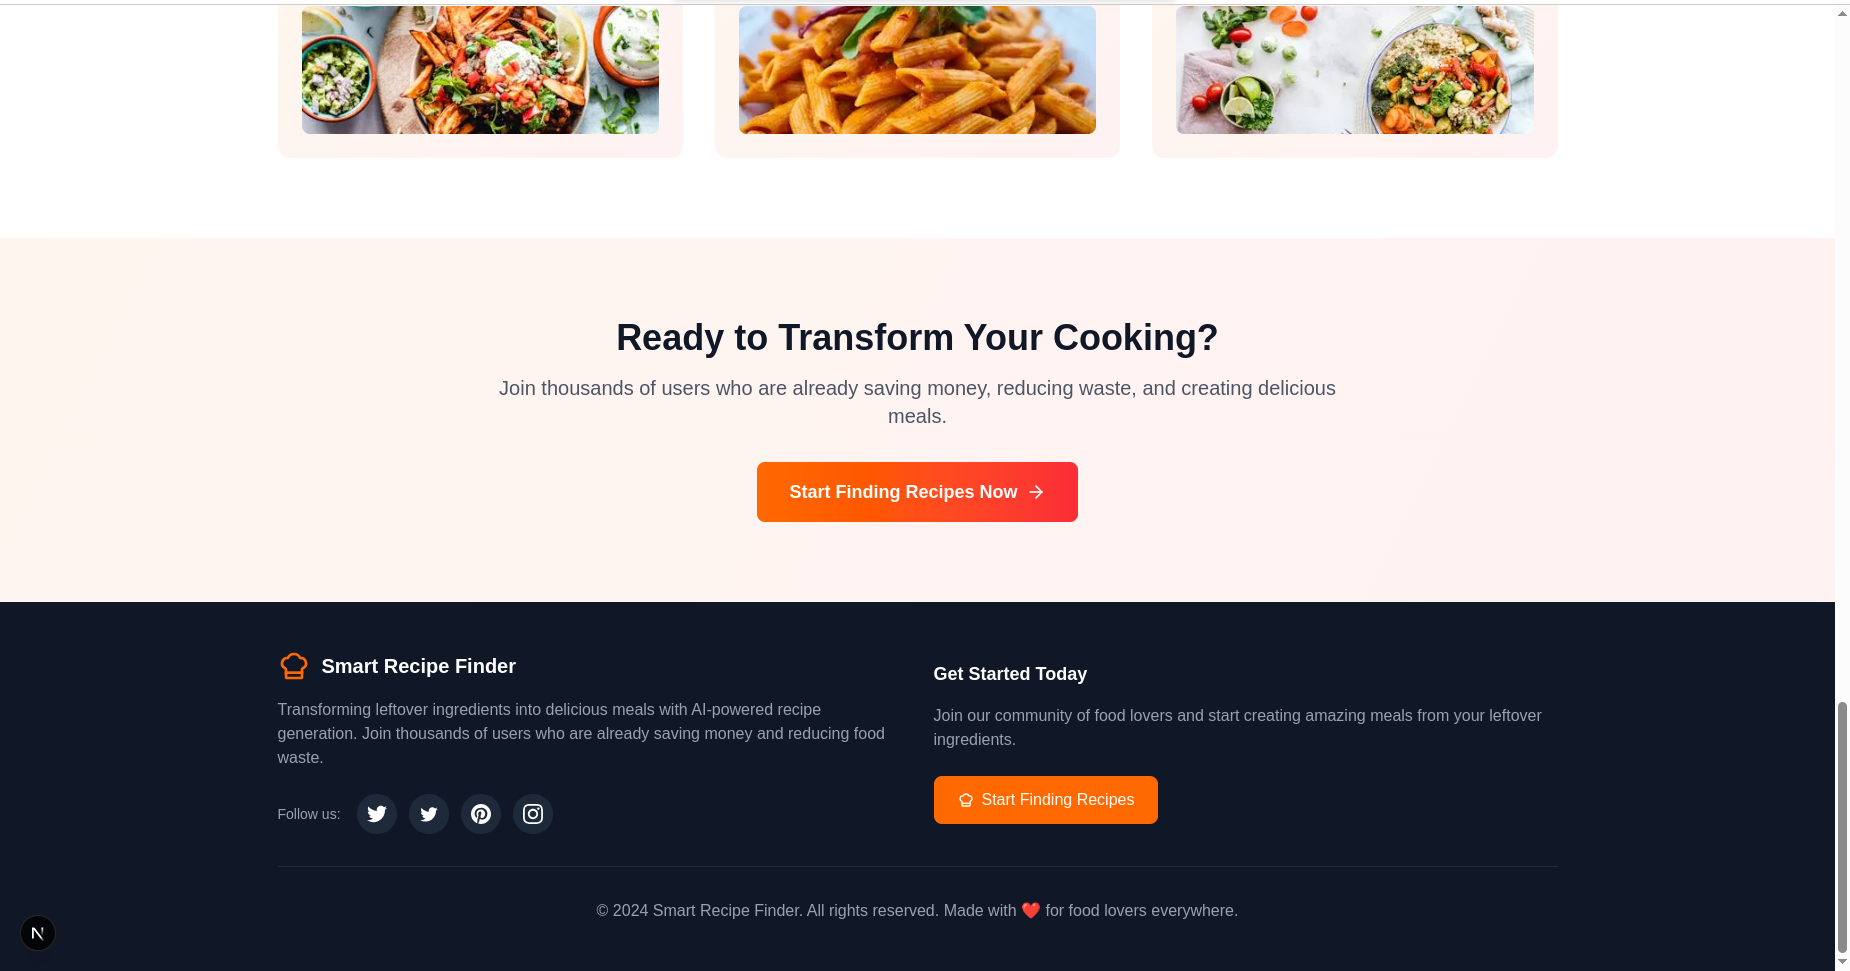 Ready to Transform Your Cooking?
Join thousands of users who are already saving money, reducing waste, and creating delicious
meals.
Start Finding Recipes Now
Smart Recipe Finder
Transforming leftover ingredients into delicious meals with AI-powered recipe
generation. Join thousands of users who are already saving money and reducing food
waste.
Follow us:
Get Started Today
Join our community of food lovers and start creating amazing meals from your leftover
ingredients.
Start Finding Recipes
© 2024 Smart Recipe Finder. All rights reserved. Made with ❤️ for food lovers everywhere.
N